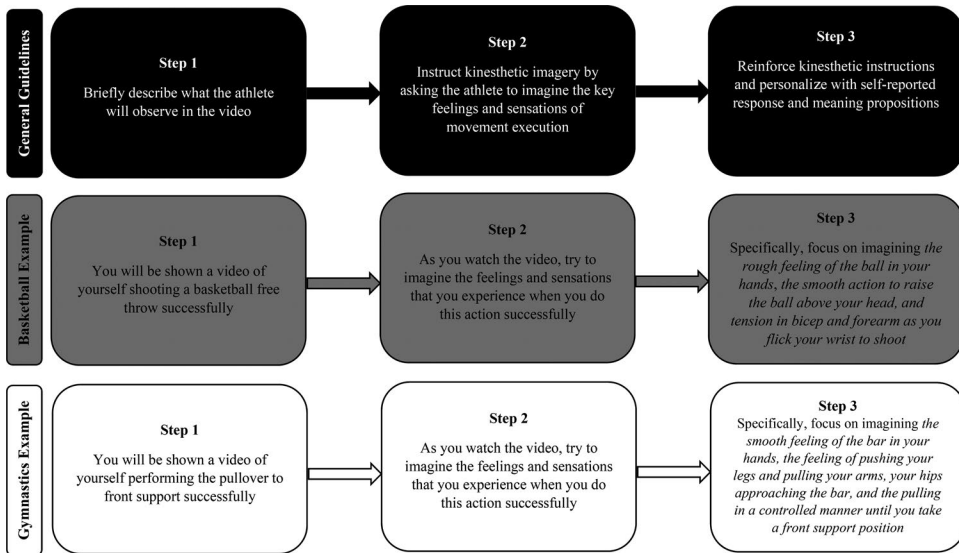 General Guidelines
Step 1
Briefly describe what the athlete
will observe in the video
Step 2
Instruct kinesthetic imagery by
asking the athlete to imagine the key
feelings and sensations of
movement execution
Step 3
Reinforce kinesthetic instructions
and personalize with self-reported
response and meaning propositions
Basketball Example
Step 1
You will be shown a video of
yourself shooting a basketball free
throw successfully
Step 2
As you watch the video, try to
imagine the feelings and sensations
that you experience when you do
this action successfully
Step 3
Specifically, focus on imagining the
rough feeling of the ball in your
hands, the smooth action to raise
the ball above your head, and
tension in bicep and forearm as you
flick your wrist to shoot
Gymnastics Example
Step 1
You will be shown a video of
yourself performing the pullover to
front support successfully
Step 2
As you watch the video, try to
imagine the feelings and sensations
that you experience when you do
this action successfully
Step 3
Specifically, focus on imagining the
smooth feeling of the bar in your
hands, the feeling of pushing your
legs and pulling your arms, your hips
approaching the bar, and the pulling
in a controlled manner until you take
a front support position